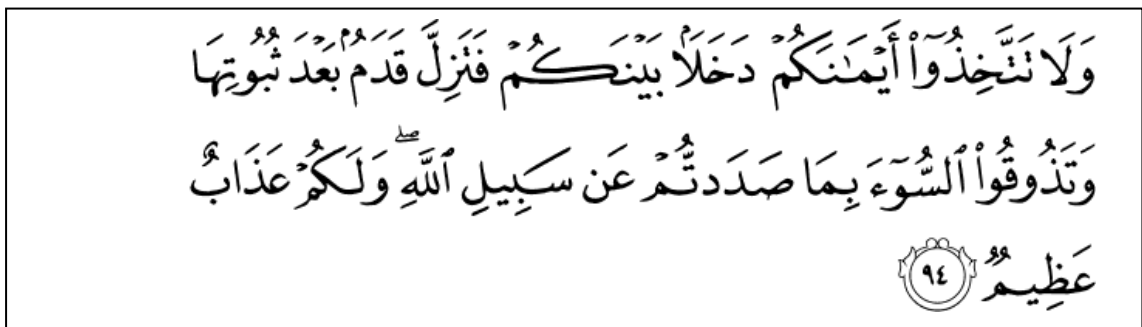 وَلَا تَتَّخِذُوٓا۟ أَيْمَـٰنَكُمْ دَخَلًۢا بَيْنَكُمْ فَتَزِلَّ قَدَمٌۢ بَعْدَ ثُبُوتِهَا
وَتَذُوقُوا۟ ٱلسُّوٓءَ بِمَا صَدَدتُّمْ عَن سَبِيلِ ٱللَّهِ ۖ وَلَكُمْ عَذَابٌ
عَظِيمٌ ٩٤